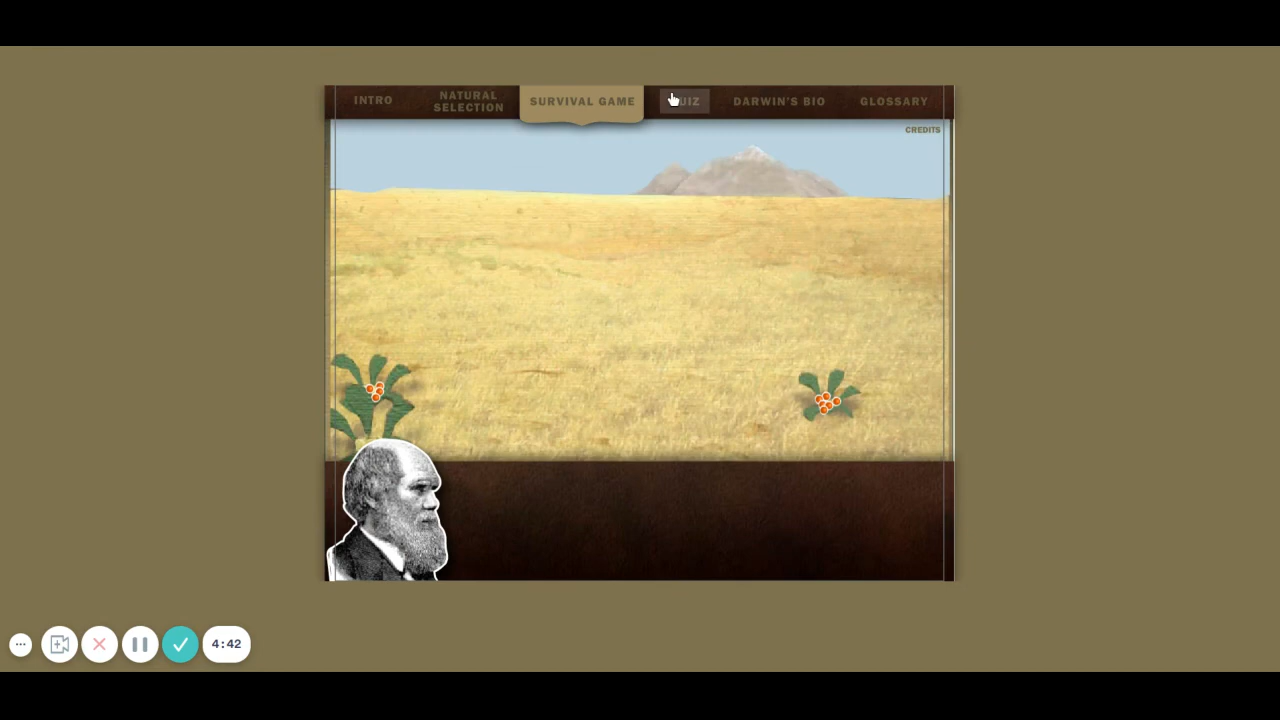 INTRO
NATURAL
SELECTION
SURVIVAL GAME
DARWIN'S BIO
GLOSSARY
CREDITS
4:42